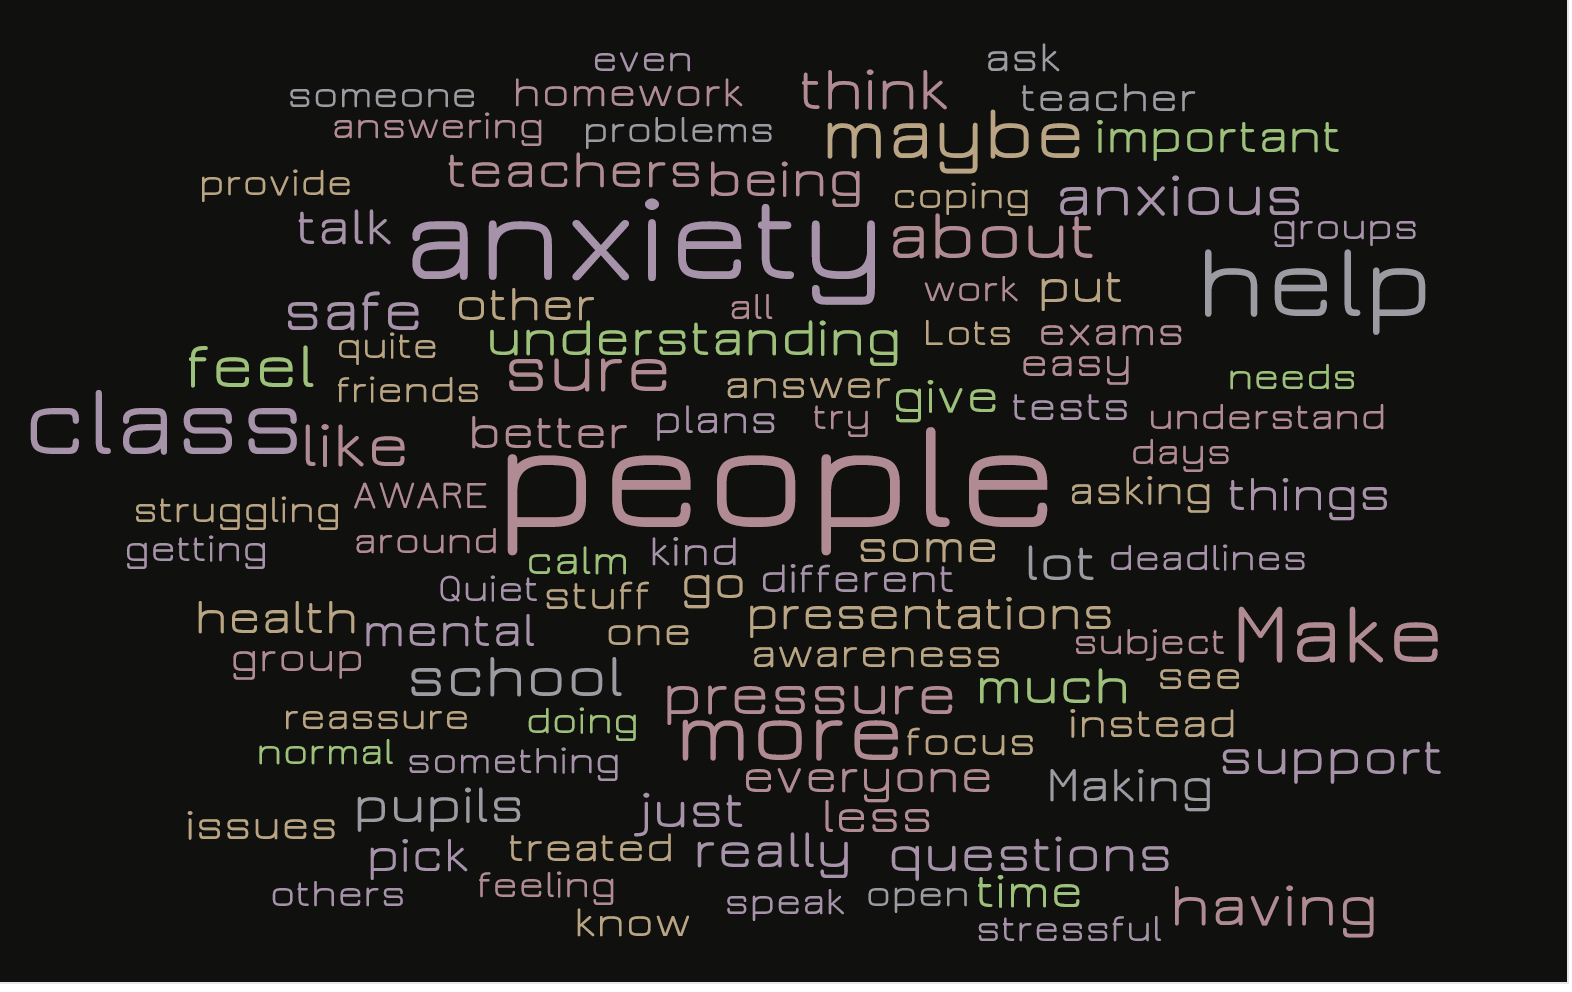 even ask
someone homework think teacher
answering problems maybe important
provide teachers being coping anxious
talk anxiety about groups
safe other all work put help
feel quite understanding Lots exams
friends sure answer give easy needs
class like better plans try tests understand
people days
struggling AWARE asking things
getting around calm kind some lot deadlines
Quiet stuff go different
health mental one presentations subject Make
group school awareness see
reassure doing pressure much instead
normal something more focus support
everyone Making
issues pupils just less
pick treated really questions
others feeling speak open time having
know stressful